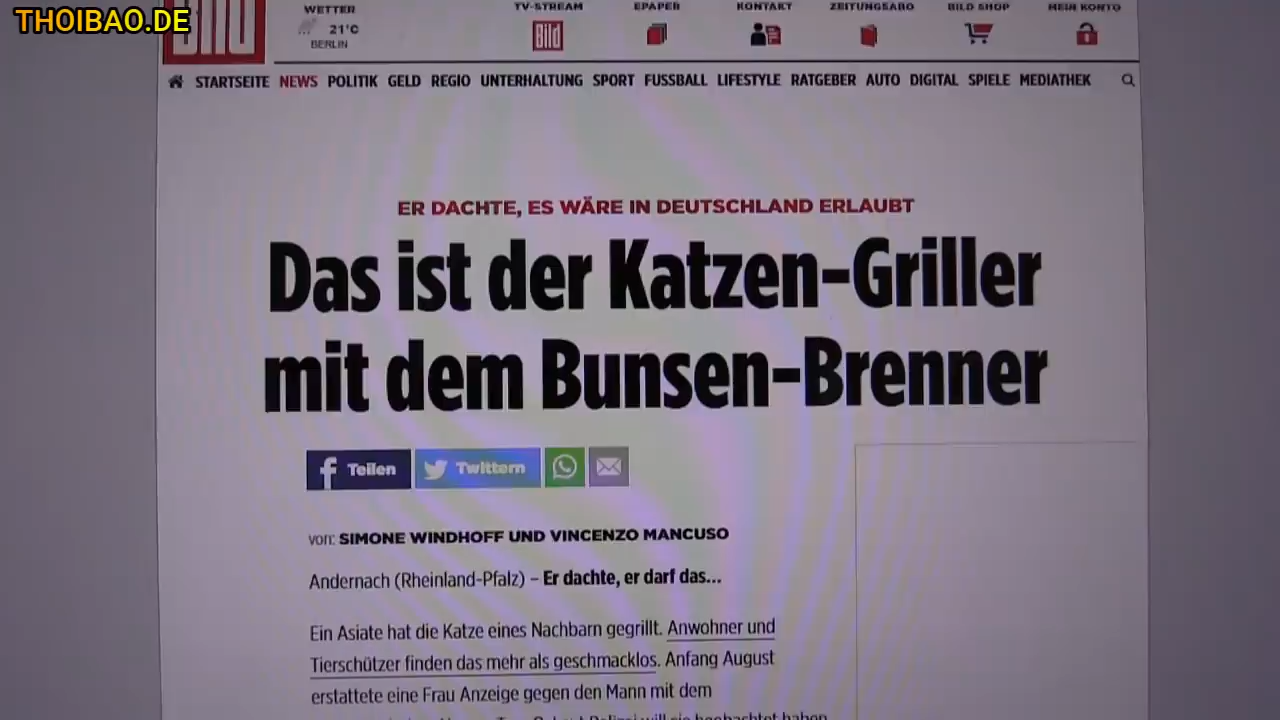 THOIBAO.DE
Bild
WETTER
21°C
BERLIN
TV-STREAM
EPAPER
KONTAKT
ZEITUNGSABO
BILD SHOP
MEIN KONTO
Bild
STARTSEITE NEWS POLITIK GELD REGIO UNTERHALTUNG SPORT FUSSBALL LIFESTYLE RATGEBER AUTO DIGITAL SPIELE MEDIATHEK
ER DACHTE, ES WÄRE IN DEUTSCHLAND ERLAUBT
Das ist der Katzen-Griller
mit dem Bunsen-Brenner
Teilen
Twittern
von: SIMONE WINDHOFF UND VINCENZO MANCUSO
Andernach (Rheinland-Pfalz) – Er dachte, er darf das...
Ein Asiate hat die Katze eines Nachbarn gegrillt. Anwohner und
Tierschützer finden das mehr als geschmacklos. Anfang August
erstattete eine Frau Anzeige gegen den Mann mit dem